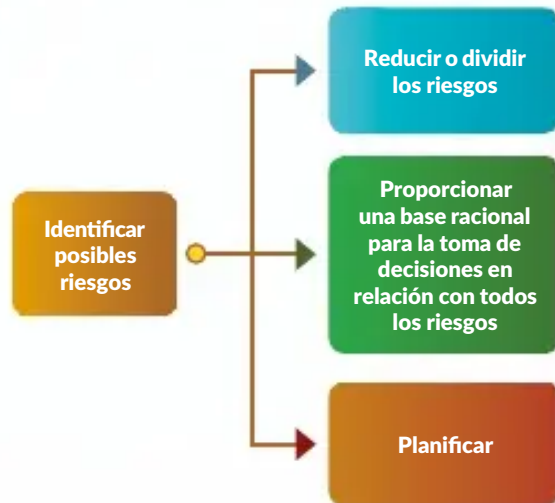 Identificar
posibles
riesgos
Reducir o dividir
los riesgos
Proporcionar
una base racional
para la toma de
decisiones en
relación con todos
los riesgos
Planificar